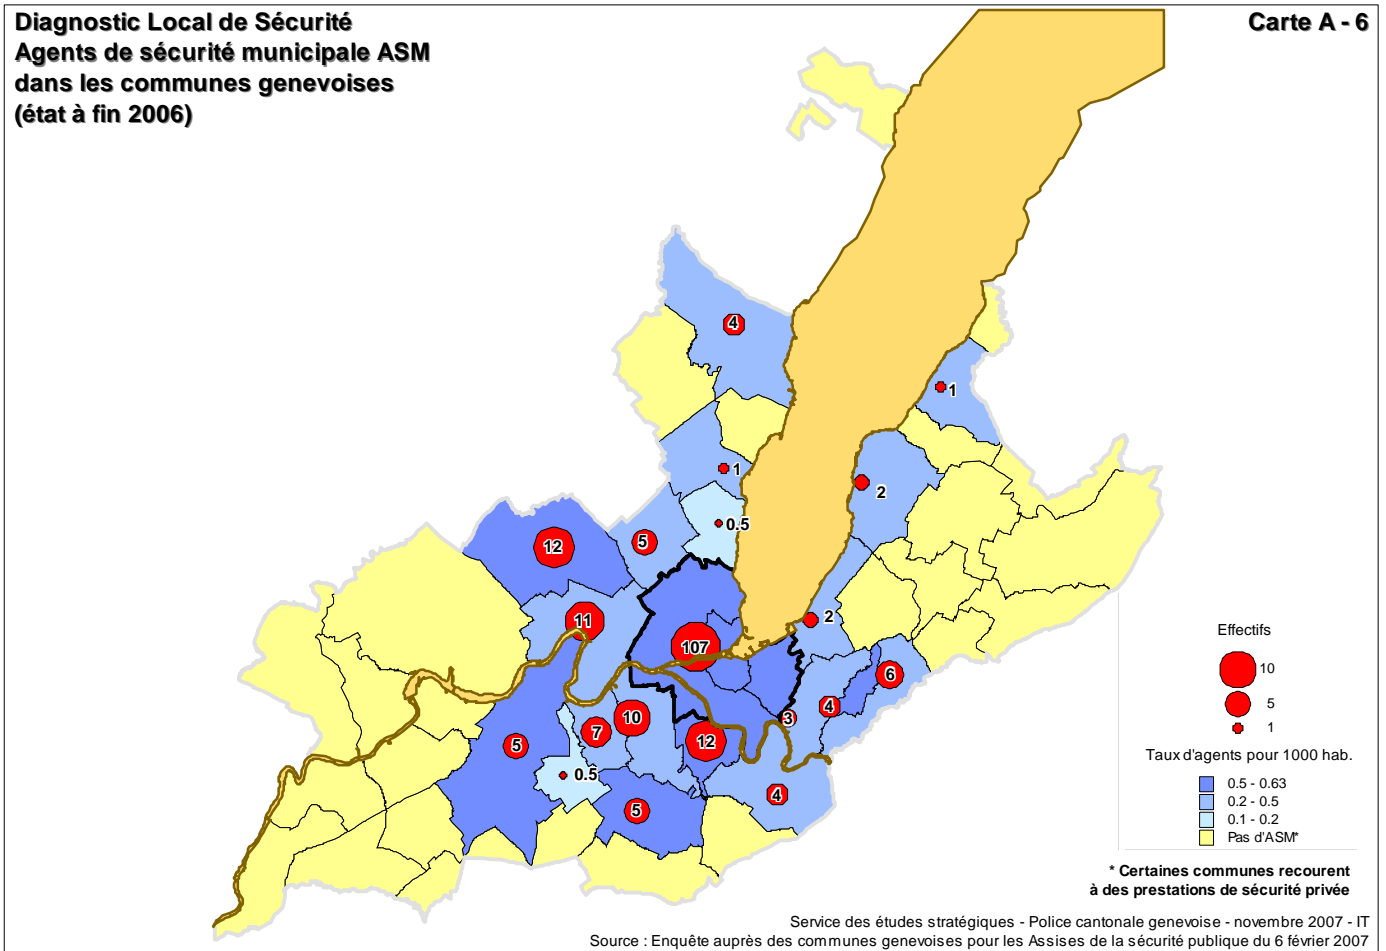 Diagnostic Local de Sécurité
Agents de sécurité municipale ASM
dans les communes genevoises
(état à fin 2006)
Carte A - 6
4
1
1
2
0.5
12
5
11
2
107
6
4
3
10
7
12
5
0.5
4
5
Effectifs
10
5
1
Taux d'agents pour 1000 hab.
0.5 - 0.63
0.2 - 0.5
0.1 - 0.2
Pas d'ASM*
* Certaines communes recourent
à des prestations de sécurité privée
Service des études stratégiques - Police cantonale genevoise - novembre 2007 - IT
Source : Enquête auprès des communes genevoises pour les Assises de la sécurité publique du 6 février 2007